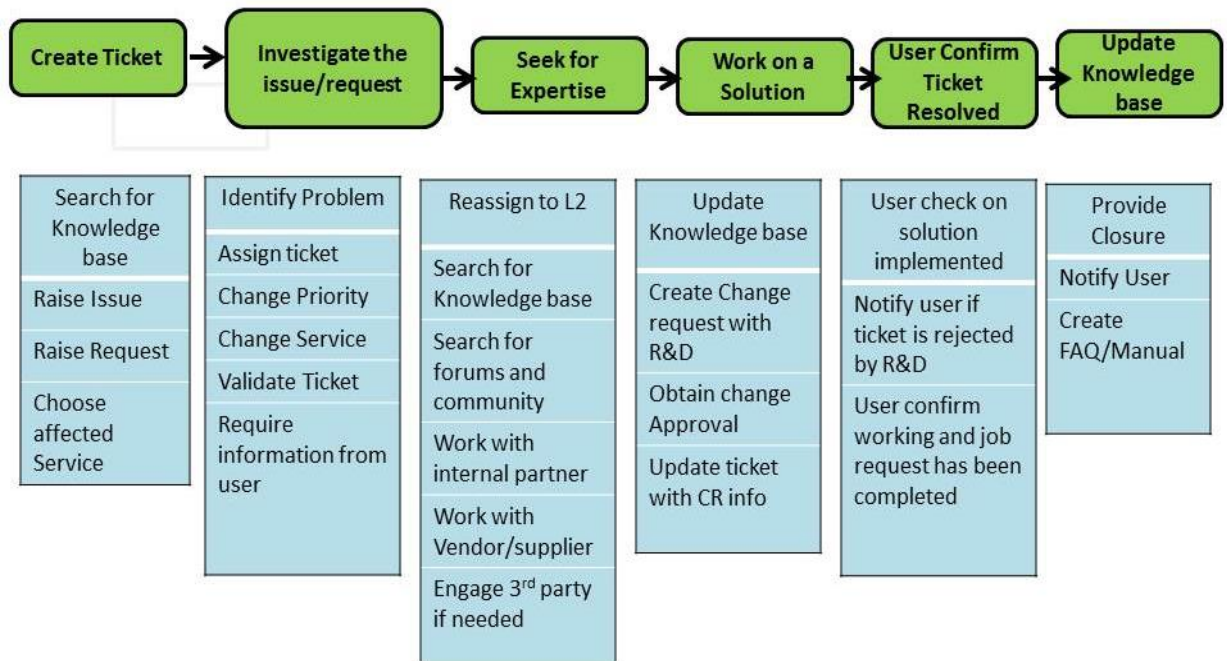 Create Ticket
Investigate the
issue/request
Seek for
Expertise
Work on a
Solution
User Confirm
Ticket
Resolved
Update
Knowledge
base
Search for
Knowledge
base
Raise Issue
Raise Request
Choose
affected
Service
Identify Problem
Assign ticket
Change Priority
Change Service
Validate Ticket
Require
information from
user
Reassign to L2
Search for
Knowledge base
Search for
forums and
community
Work with
internal partner
Work with
Vendor/supplier
Engage 3rd party
if needed
Update
Knowledge base
Create Change
request with
R&D
Obtain change
Approval
Update ticket
with CR info
User check on
solution
implemented
Notify user if
ticket is rejected
by R&D
User confirm
working and job
request has been
completed
Provide
Closure
Notify User
Create
FAQ/Manual